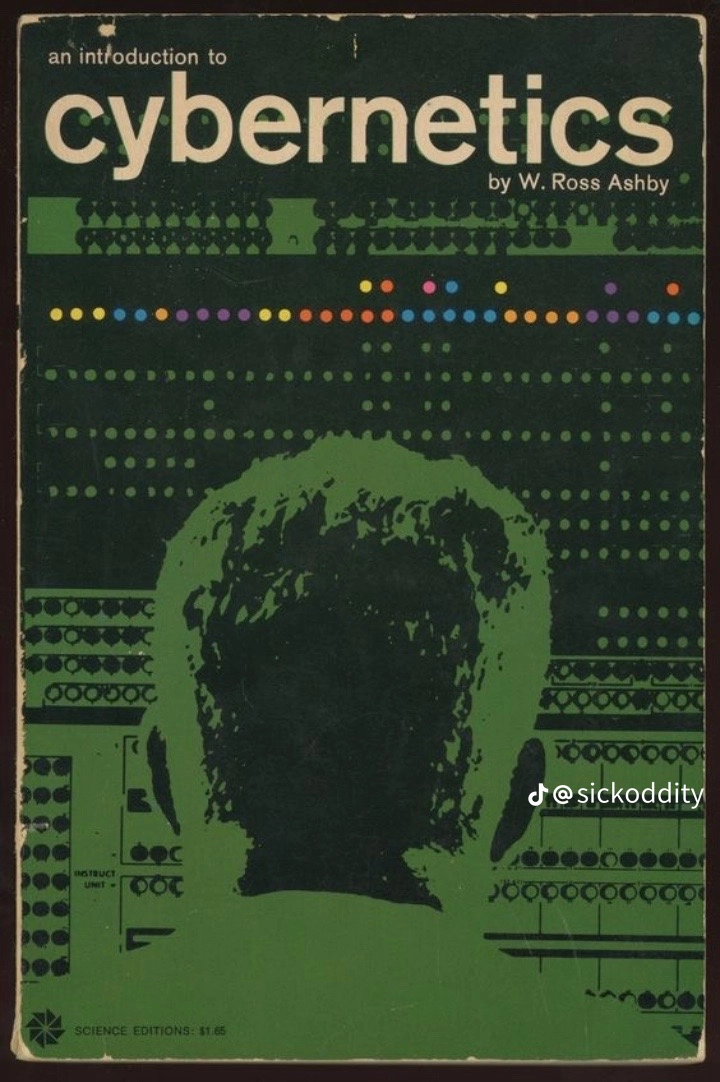 an introduction to
cybernetics
by W. Ross Ashby
@sickoddity
INSTRUCT
UNIT
SCIENCE EDITIONS: $1.65